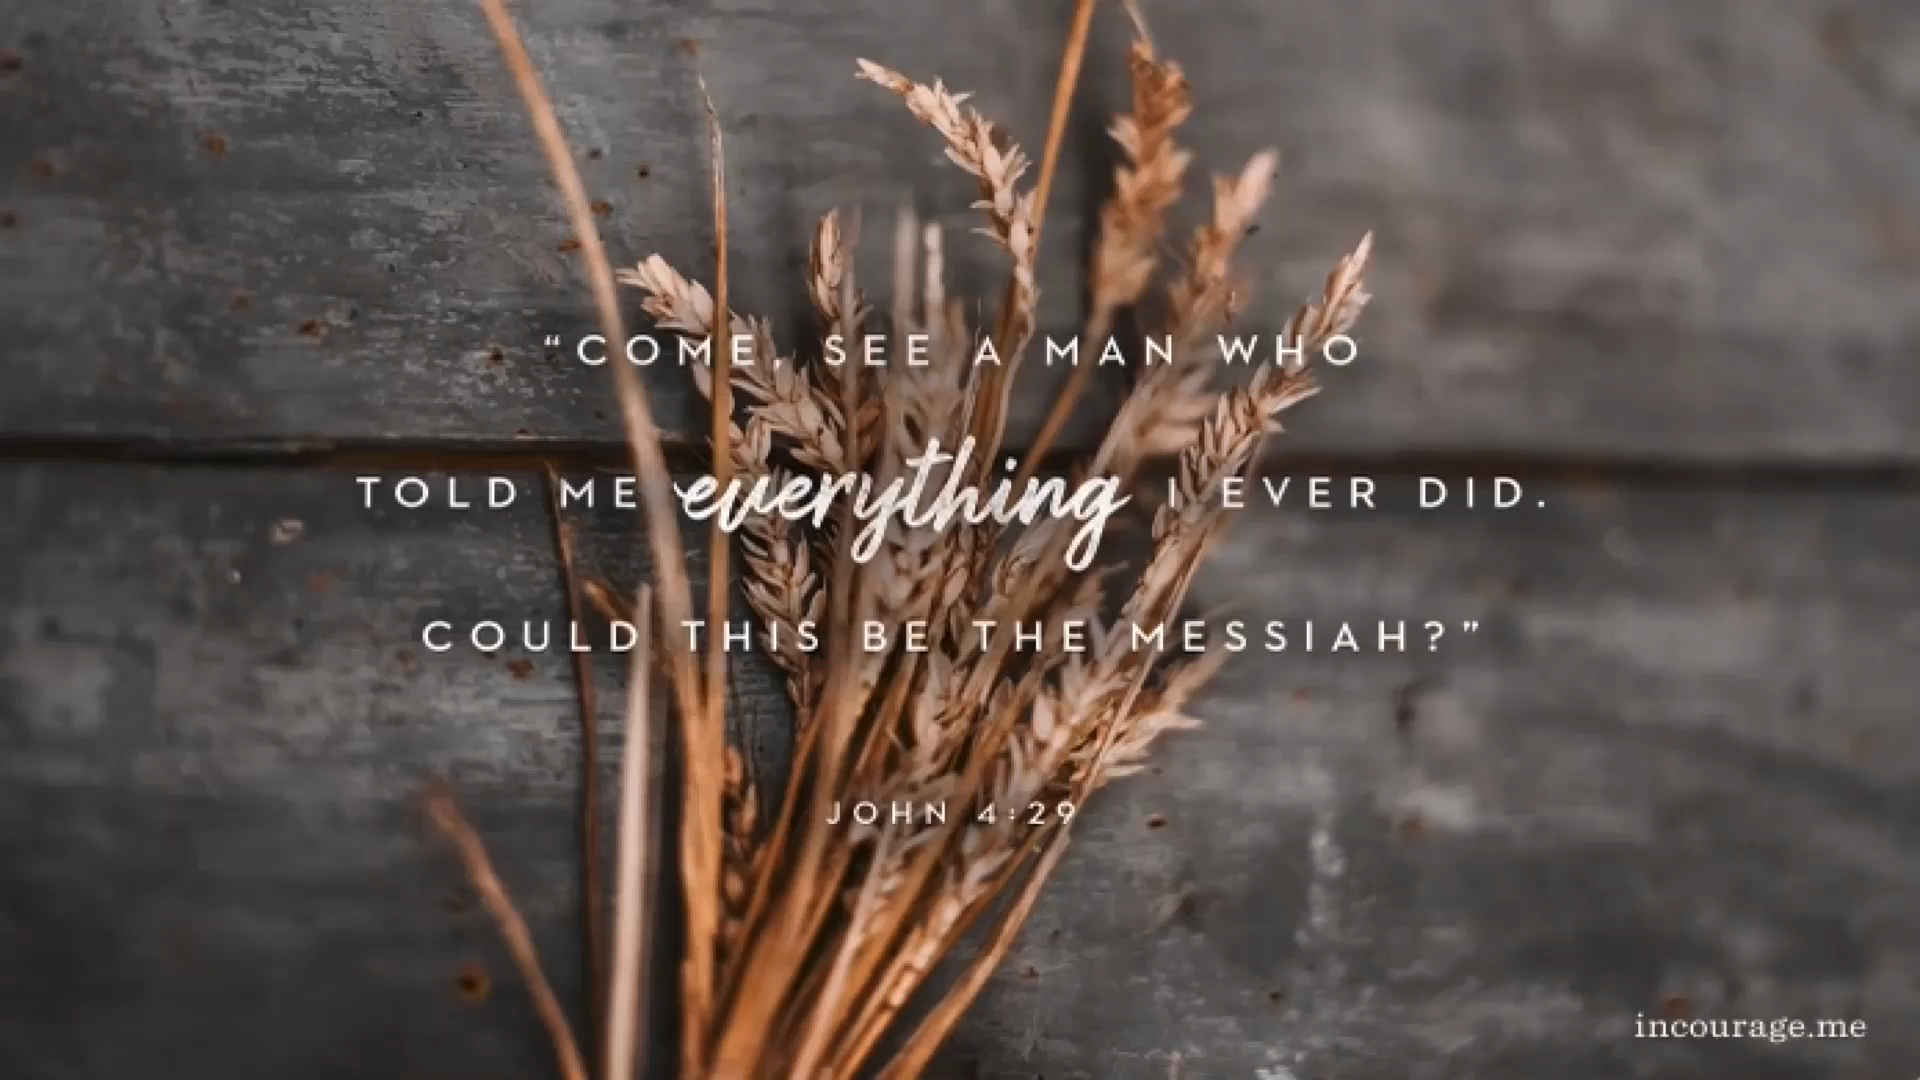 “COME, SEE A MAN WHO
TOLD ME everything I EVER DID.
COULD THIS BE THE MESSIAH?”
JOHN 4:29
incourage.me